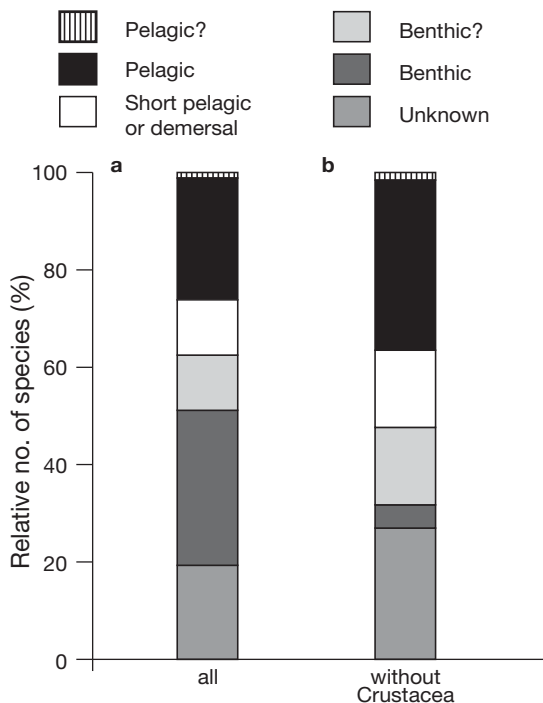 Pelagic?
Pelagic
Short pelagic
or demersal
Benthic?
Benthic
Unknown
a
b
Relative no. of species (%)
100
80
60
40
20
0
all
without
Crustacea